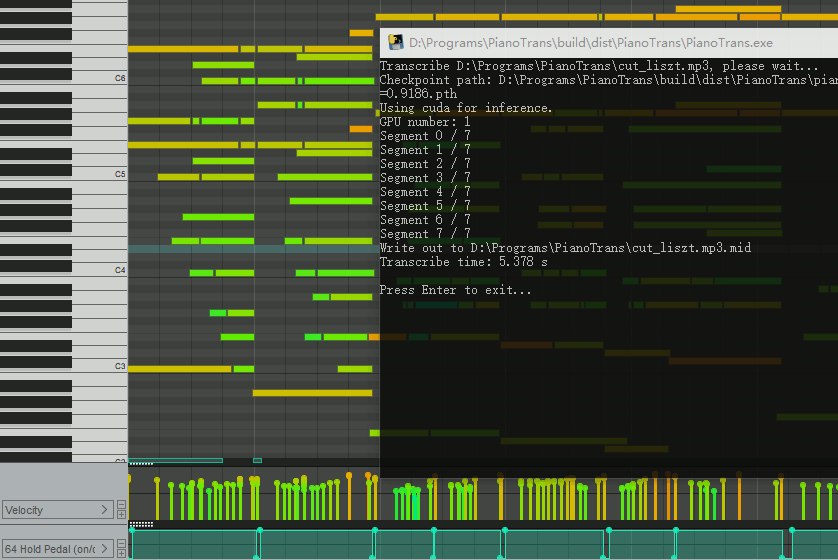 D:\Programs\PianoTrans\build\dist\PianoTrans\PianoTrans.exe
Transcribe D:\Programs\PianoTrans\cut_liszt.mp3, please wait...
Checkpoint path: D:\Programs\PianoTrans\build\dist\PianoTrans\pian
=0.9186.pth
Using cuda for inference.
GPU number: 1
Segment 0 / 7
Segment 1 / 7
Segment 2 / 7
Segment 3 / 7
Segment 4 / 7
Segment 5 / 7
Segment 6 / 7
Segment 7 / 7
Write out to D:\Programs\PianoTrans\cut_liszt.mp3.mid
Transcribe time: 5.378 s
Press Enter to exit...
C6
C5
C4
C3
C2
Velocity
64 Hold Pedal (on/o